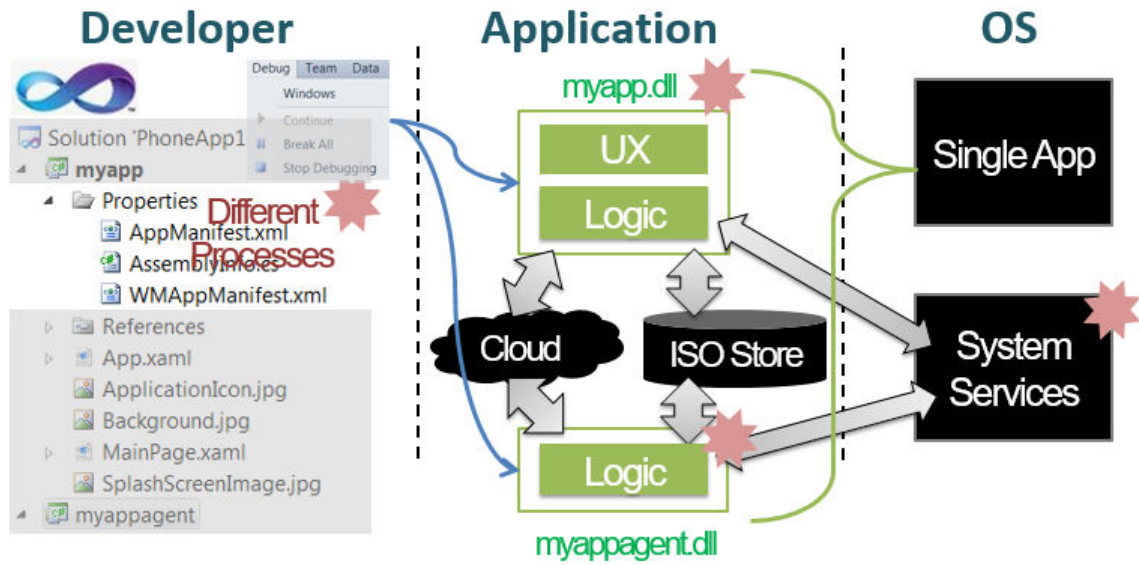 Developer
Application
OS
Debug Team Data
Windows
Continue
Break All
Stop Debugging
TM
Solution 'PhoneApp1
myapp
Properties
AppManifest.xml
AssemblyInfo.cs
WMAppManifest.xml
References
App.xaml
ApplicationIcon.jpg
Background.jpg
MainPage.xaml
SplashScreenImage.jpg
myappagent
Different
Processes
myapp.dll
UX
Logic
Cloud
ISO Store
Logic
myappagent.dll
Single App
System
Services